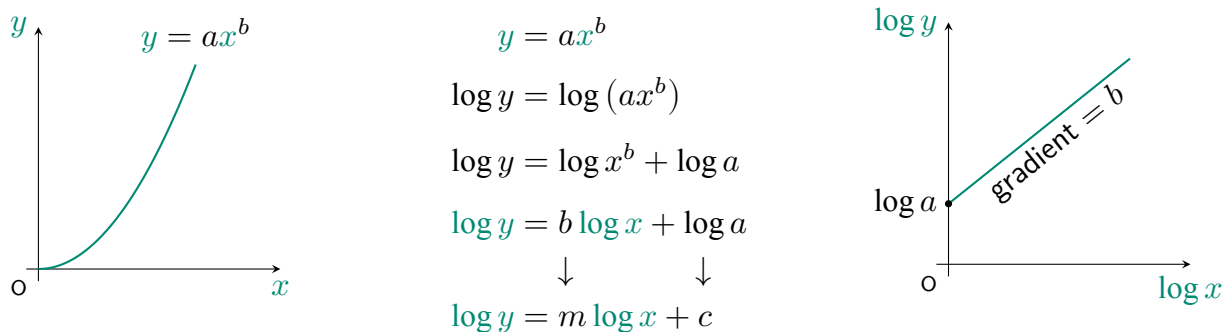 y
y = ax^b
O
x
y = ax^b
log y = log (ax^b)
log y = log x^b + log a
log y = b log x + log a
↓ ↓
log y = m log x + c
log y
gradient = b
log a
O
log x